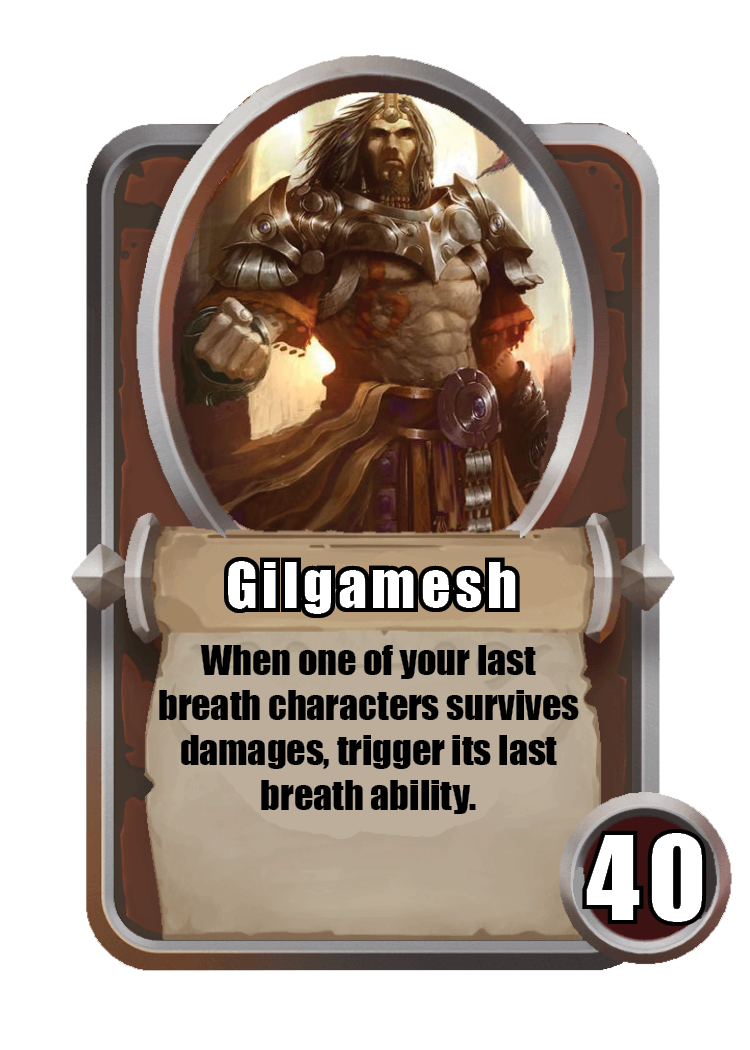 Gilgamesh
When one of your last
breath characters survives
damages, trigger its last
breath ability.
40